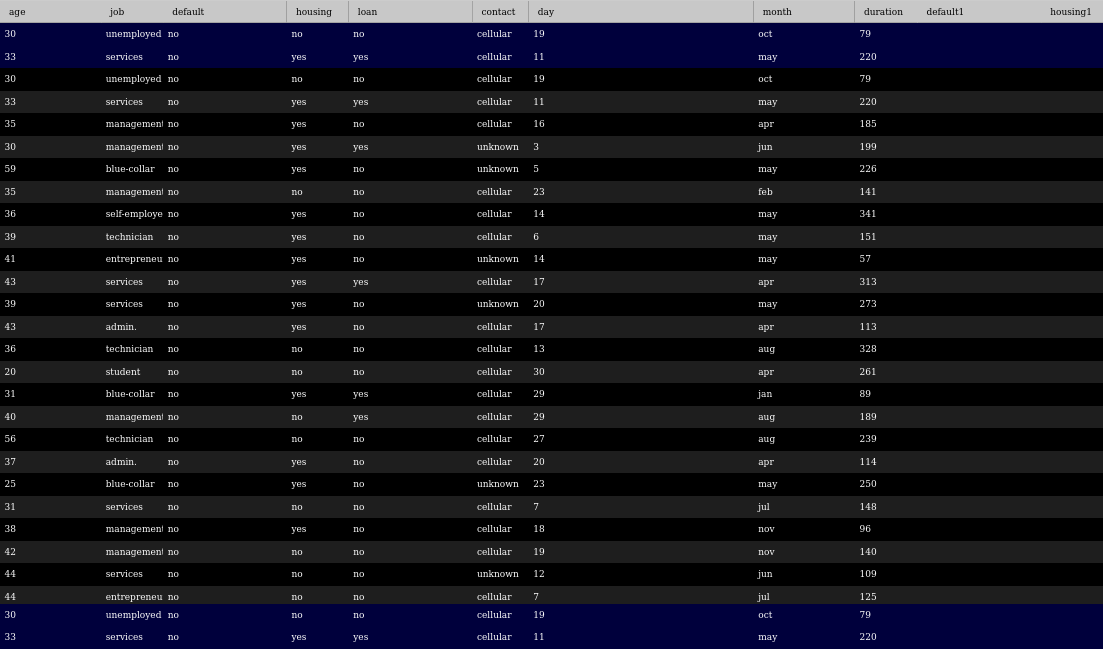 age job default housing loan contact day month duration default1 housing1
30 unemployed no no no cellular 19 oct 79
33 services no yes yes cellular 11 may 220
30 unemployed no no no cellular 19 oct 79
33 services no yes yes cellular 11 may 220
35 management no yes no cellular 16 apr 185
30 management no yes yes unknown 3 jun 199
59 blue-collar no yes no unknown 5 may 226
35 management no no no cellular 23 feb 141
36 self-employe no yes no cellular 14 may 341
39 technician no yes no cellular 6 may 151
41 entrepreneu no yes no unknown 14 may 57
43 services no yes yes cellular 17 apr 313
39 services no yes no unknown 20 may 273
43 admin. no yes no cellular 17 apr 113
36 technician no no no cellular 13 aug 328
20 student no no no cellular 30 apr 261
31 blue-collar no yes yes cellular 29 jan 89
40 management no no yes cellular 29 aug 189
56 technician no no no cellular 27 aug 239
37 admin. no yes no cellular 20 apr 114
25 blue-collar no yes no unknown 23 may 250
31 services no no no cellular 7 jul 148
38 management no yes no cellular 18 nov 96
42 management no no no cellular 19 nov 140
44 services no no no unknown 12 jun 109
44 entrepreneu no no no cellular 7 jul 125
30 unemployed no no no cellular 19 oct 79
33 services no yes yes cellular 11 may 220